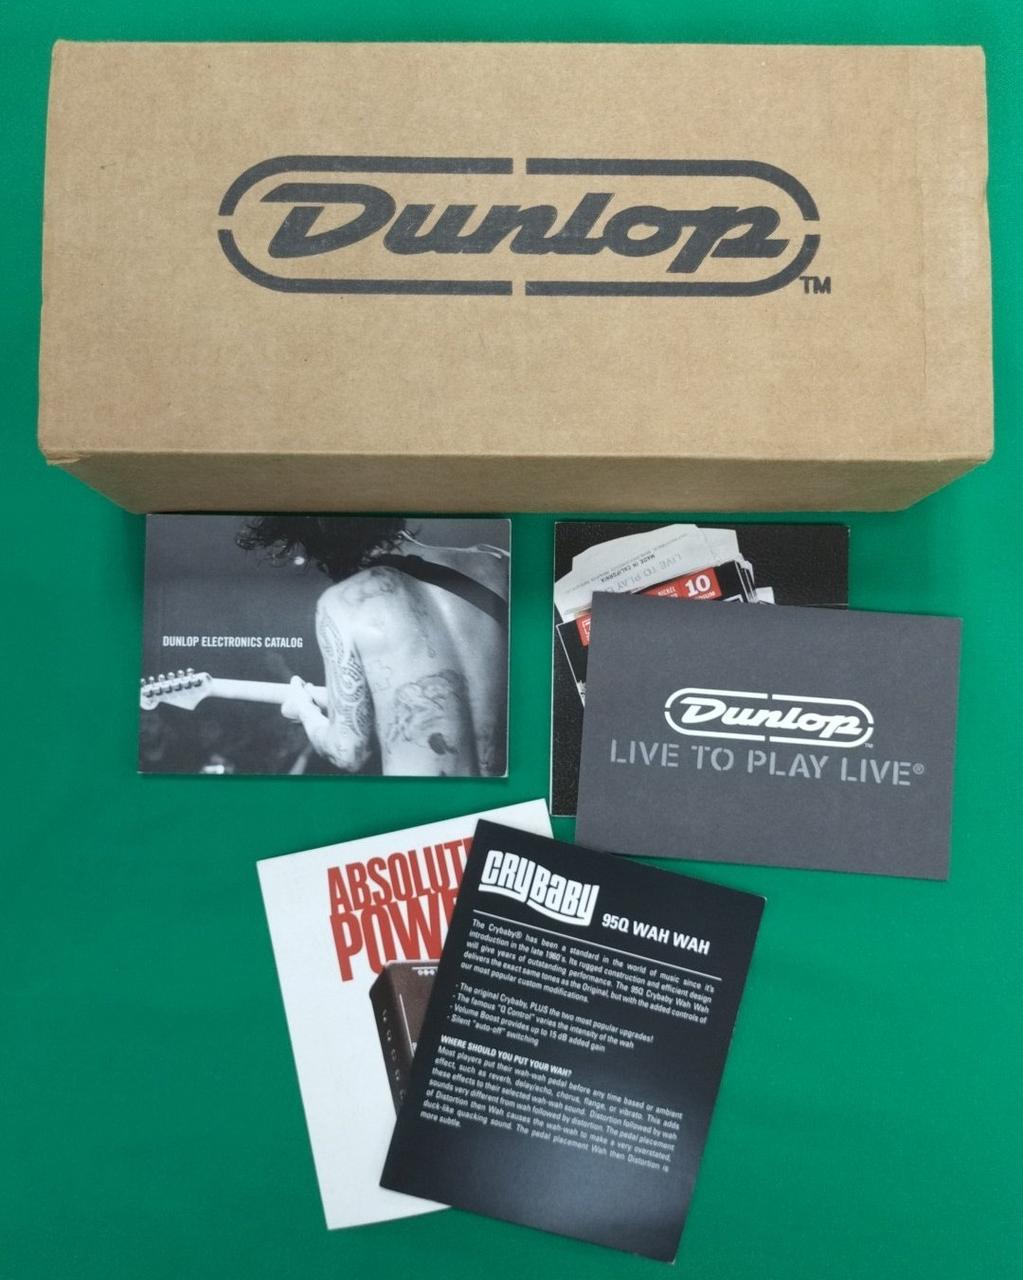 Dunlop
TM
DUNLOP ELECTRONICS CATALOG
LIVE TO PLAY
MADE IN CALIFORNIA
NICKEL
10
Dunlop
LIVE TO PLAY LIVE®
ABSOLUTE
POW
CRYBABY 95Q WAH WAH
The Crybaby® has been a standard in the world of music since it's
introduction in the late 1960's. Its rugged construction and efficient design
will give years of outstanding performance. The 95Q Crybaby Wah Wah
delivers the exact same tones as the Original, but with the added controls of
our most popular custom modifications.
- The original Crybaby, PLUS the two most popular upgrades!
- The famous "Q Control" varies the intensity of the wah
- Volume Boost provides up to 15 dB added gain
- Silent "auto-off" switching
WHERE SHOULD YOU PUT YOUR WAH?
Most players put their wah-wah pedal before any time based or ambient
effect, such as reverb, delay/echo, chorus, flange, or vibrato. This adds
these effects to their selected wah-wah sound. Distortion followed by wah
sounds very different from wah followed by distortion. The pedal placement
of Distortion then Wah causes the wah-wah to make a very overstated,
duck-like quacking sound. The pedal placement Wah then Distortion is
more subtle.